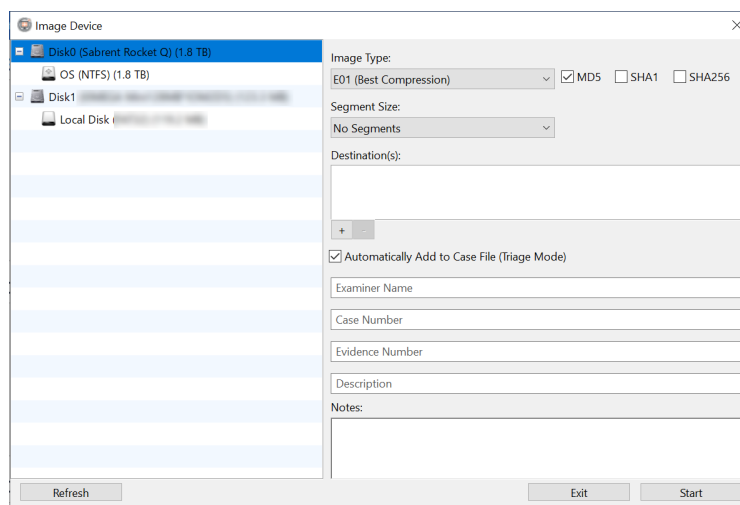 Image Device
Disk0 (Sabrent Rocket Q) (1.8 TB)
OS (NTFS) (1.8 TB)
Disk1
Local Disk
Image Type:
E01 (Best Compression)
MD5
SHA1
SHA256
Segment Size:
No Segments
Destination(s):
+
-
Automatically Add to Case File (Triage Mode)
Examiner Name
Case Number
Evidence Number
Description
Notes:
Refresh
Exit
Start